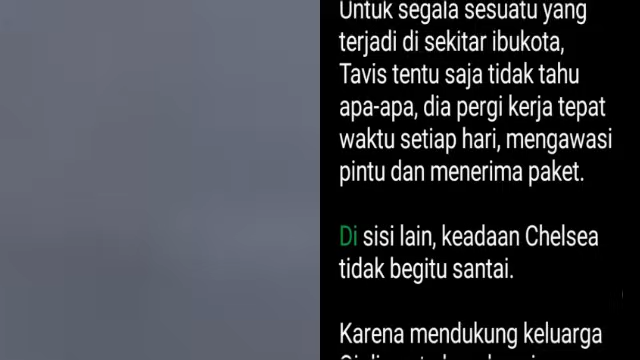 Untuk segala sesuatu yang
terjadi di sekitar ibukota,
Tavis tentu saja tidak tahu
apa-apa, dia pergi kerja tepat
waktu setiap hari, mengawasi
pintu dan menerima paket.
Di sisi lain, keadaan Chelsea
tidak begitu santai.
Karena mendukung keluarga